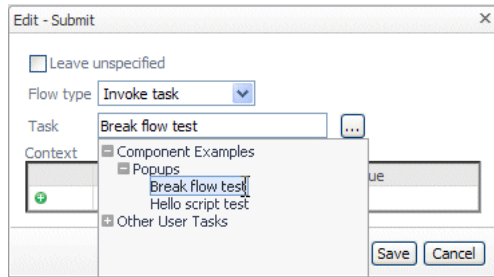 Edit - Submit
Leave unspecified
Flow type Invoke task
Task Break flow test ...
Context
Component Examples
Popups
Break flow test
Hello script test
Other User Tasks
Save Cancel